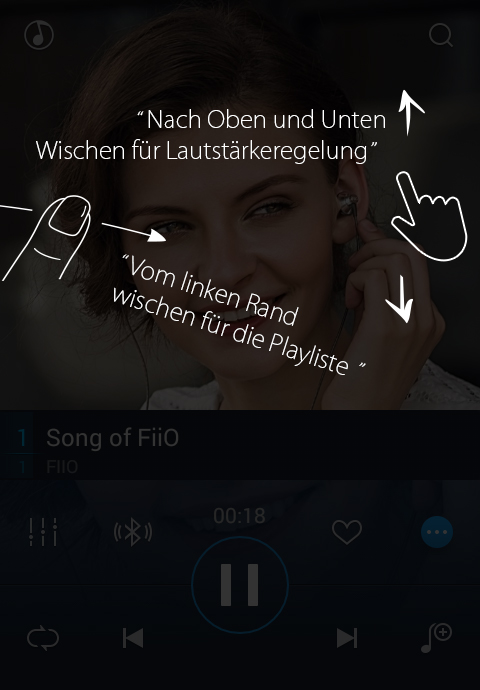 “Nach Oben und Unten
Wischen für Lautstärkeregelung”
“Vom linken Rand
wischen für die Playliste ”
1 Song of FiiO
1 FIIO
00:18